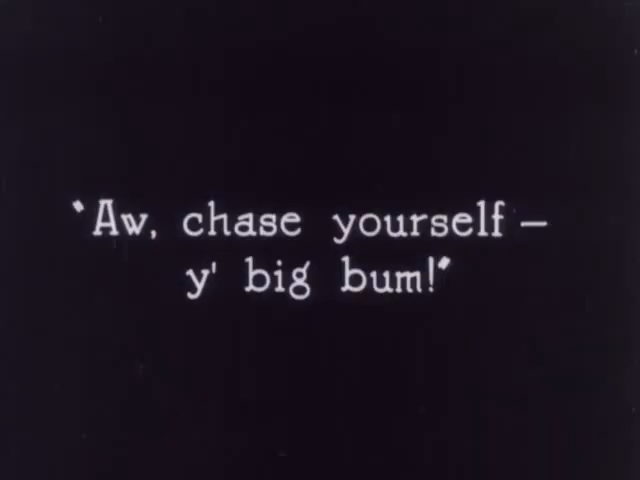 "Aw, chase yourself —
y' big bum!"